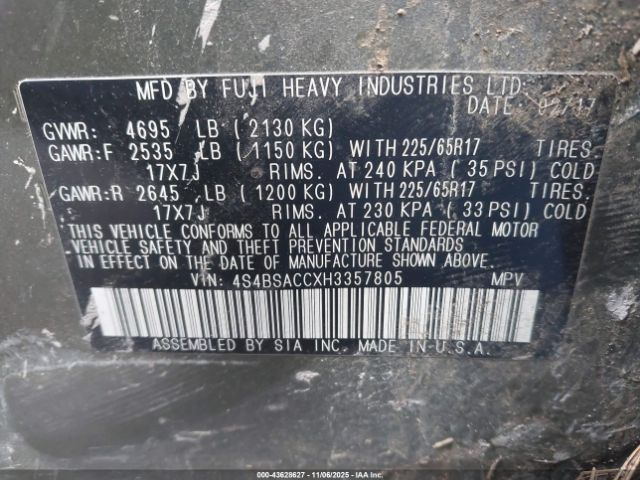 MFD BY FUJI HEAVY INDUSTRIES LTD.
DATE 02/17
GVWR: 4695 LB ( 2130 KG)
GAWR:F 2535 LB ( 1150 KG) WITH 225/65R17 TIRES
17X7J RIMS. AT 240 KPA ( 35 PSI) COLD
GAWR:R 2645 LB ( 1200 KG) WITH 225/65R17 TIRES.
17X7J RIMS. AT 230 KPA ( 33 PSI) COLD
THIS VEHICLE CONFORMS TO ALL APPLICABLE FEDERAL MOTOR
VEHICLE SAFETY AND THEFT PREVENTION STANDARDS
IN EFFECT ON THE DATE OF MANUFACTURE SHOWN ABOVE.
VIN: 4S4BSACCXH3357805 MPV
ASSEMBLED BY SIA INC. MADE IN U.S.A.
000-43628627 - 11/06/2025 - COPYRIGHT IAA, LLC.